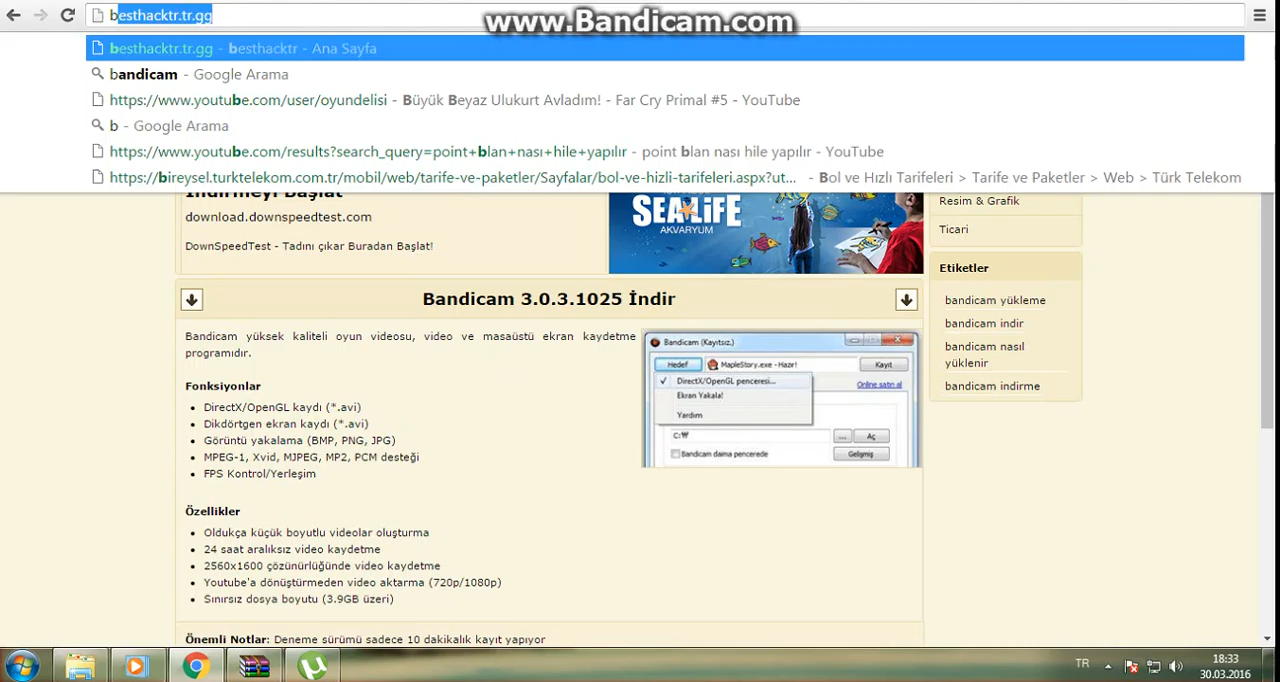 besthacktr.tr.gg
www.Bandicam.com
besthacktr.tr.gg - besthacktr - Ana Sayfa
bandicam - Google Arama
https://www.youtube.com/user/oyundelisi - Büyük Beyaz Ulukurt Avladım! - Far Cry Primal #5 - YouTube
b - Google Arama
https://www.youtube.com/results?search_query=point+blan+nası+hile+yapılır - point blan nası hile yapılır - YouTube
https://bireysel.turktelekom.com.tr/mobil/web/tarife-ve-paketler/Sayfalar/bol-ve-hizli-tarifeleri.aspx?ut... - Bol ve Hızlı Tarifeleri > Tarife ve Paketler > Web > Türk Telekom
İndirmeyi Başlat
download.downspeedtest.com
DownSpeedTest - Tadını çıkar Buradan Başlat!
SEA LiFE
AKVARYUM
Resim & Grafik
Ticari
Etiketler
bandicam yükleme
bandicam indir
bandicam nasıl
yüklenir
bandicam indirme
Bandicam 3.0.3.1025 İndir
Bandicam yüksek kaliteli oyun videosu, video ve masaüstü ekran kaydetme
programıdır.
Fonksiyonlar
DirectX/OpenGL kaydı (*.avi)
Dikdörtgen ekran kaydı (*.avi)
Görüntü yakalama (BMP, PNG, JPG)
MPEG-1, Xvid, MJPEG, MP2, PCM desteği
FPS Kontrol/Yerleşim
Bandicam (Kayıtsız.)
Hedef
MapleStory.exe - Hazır!
Kayıt
DirectX/OpenGL penceresi...
Online satın al
Ekran Yakala!
Yardım
C:\
... Aç
Bandicam daima pencerede
Gelişmiş
Özellikler
Oldukça küçük boyutlu videolar oluşturma
24 saat aralıksız video kaydetme
2560x1600 çözünürlüğünde video kaydetme
Youtube'a dönüştürmeden video aktarma (720p/1080p)
Sınırsız dosya boyutu (3.9GB üzeri)
Önemli Notlar: Deneme sürümü sadece 10 dakikalık kayıt yapıyor
TR
18:33
30.03.2016